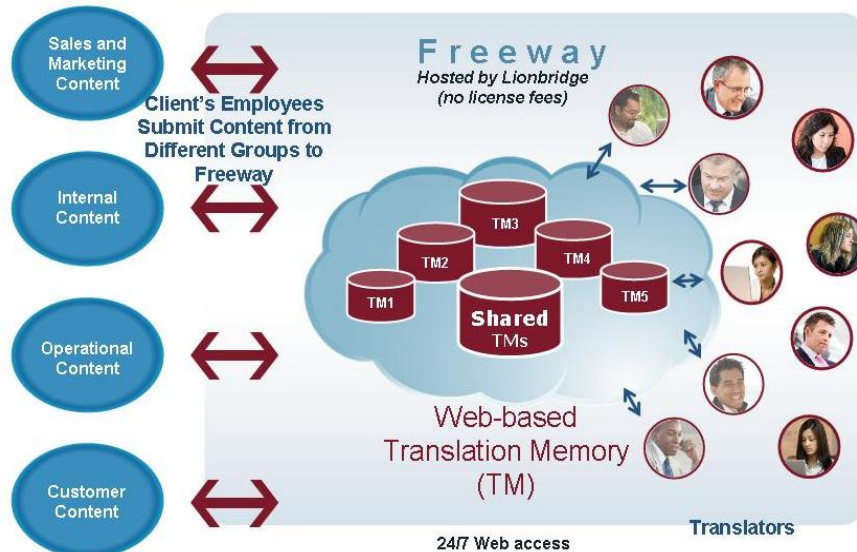 Sales and
Marketing
Content
Client's Employees
Submit Content from
Different Groups to
Freeway
Internal
Content
Operational
Content
Customer
Content
Freeway
Hosted by Lionbridge
(no license fees)
TM3
TM2
TM4
TM1
TM5
Shared
TMs
Web-based
Translation Memory
(TM)
Translators
24/7 Web access